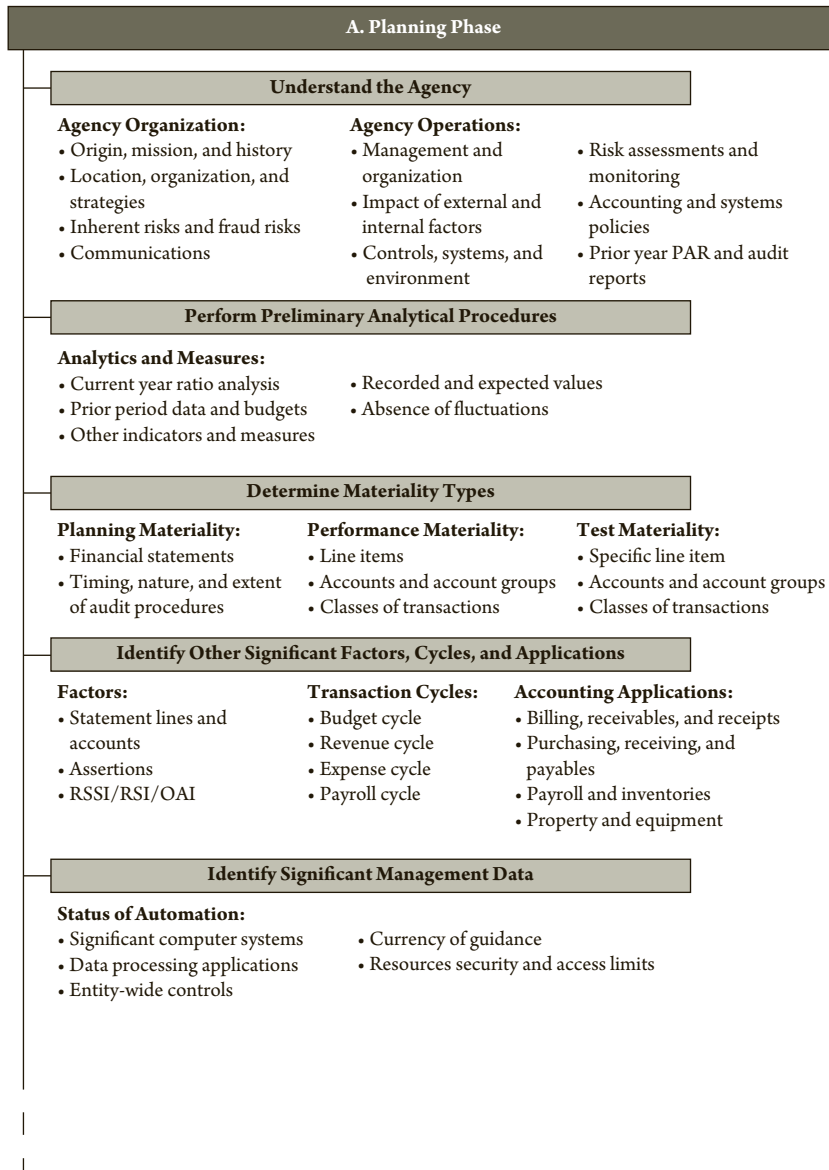 A. Planning Phase
Understand the Agency
Agency Organization:
• Origin, mission, and history
• Location, organization, and
strategies
• Inherent risks and fraud risks
• Communications
Agency Operations:
• Management and
organization
• Impact of external and
internal factors
• Controls, systems, and
environment
• Risk assessments and
monitoring
• Accounting and systems
policies
• Prior year PAR and audit
reports
Perform Preliminary Analytical Procedures
Analytics and Measures:
• Current year ratio analysis
• Prior period data and budgets
• Other indicators and measures
• Recorded and expected values
• Absence of fluctuations
Determine Materiality Types
Planning Materiality:
• Financial statements
• Timing, nature, and extent
of audit procedures
Performance Materiality:
• Line items
• Accounts and account groups
• Classes of transactions
Test Materiality:
• Specific line item
• Accounts and account groups
• Classes of transactions
Identify Other Significant Factors, Cycles, and Applications
Factors:
• Statement lines and
accounts
• Assertions
• RSSI/RSI/OAI
Transaction Cycles:
• Budget cycle
• Revenue cycle
• Expense cycle
• Payroll cycle
Accounting Applications:
• Billing, receivables, and receipts
• Purchasing, receiving, and
payables
• Payroll and inventories
• Property and equipment
Identify Significant Management Data
Status of Automation:
• Significant computer systems
• Data processing applications
• Entity-wide controls
• Currency of guidance
• Resources security and access limits